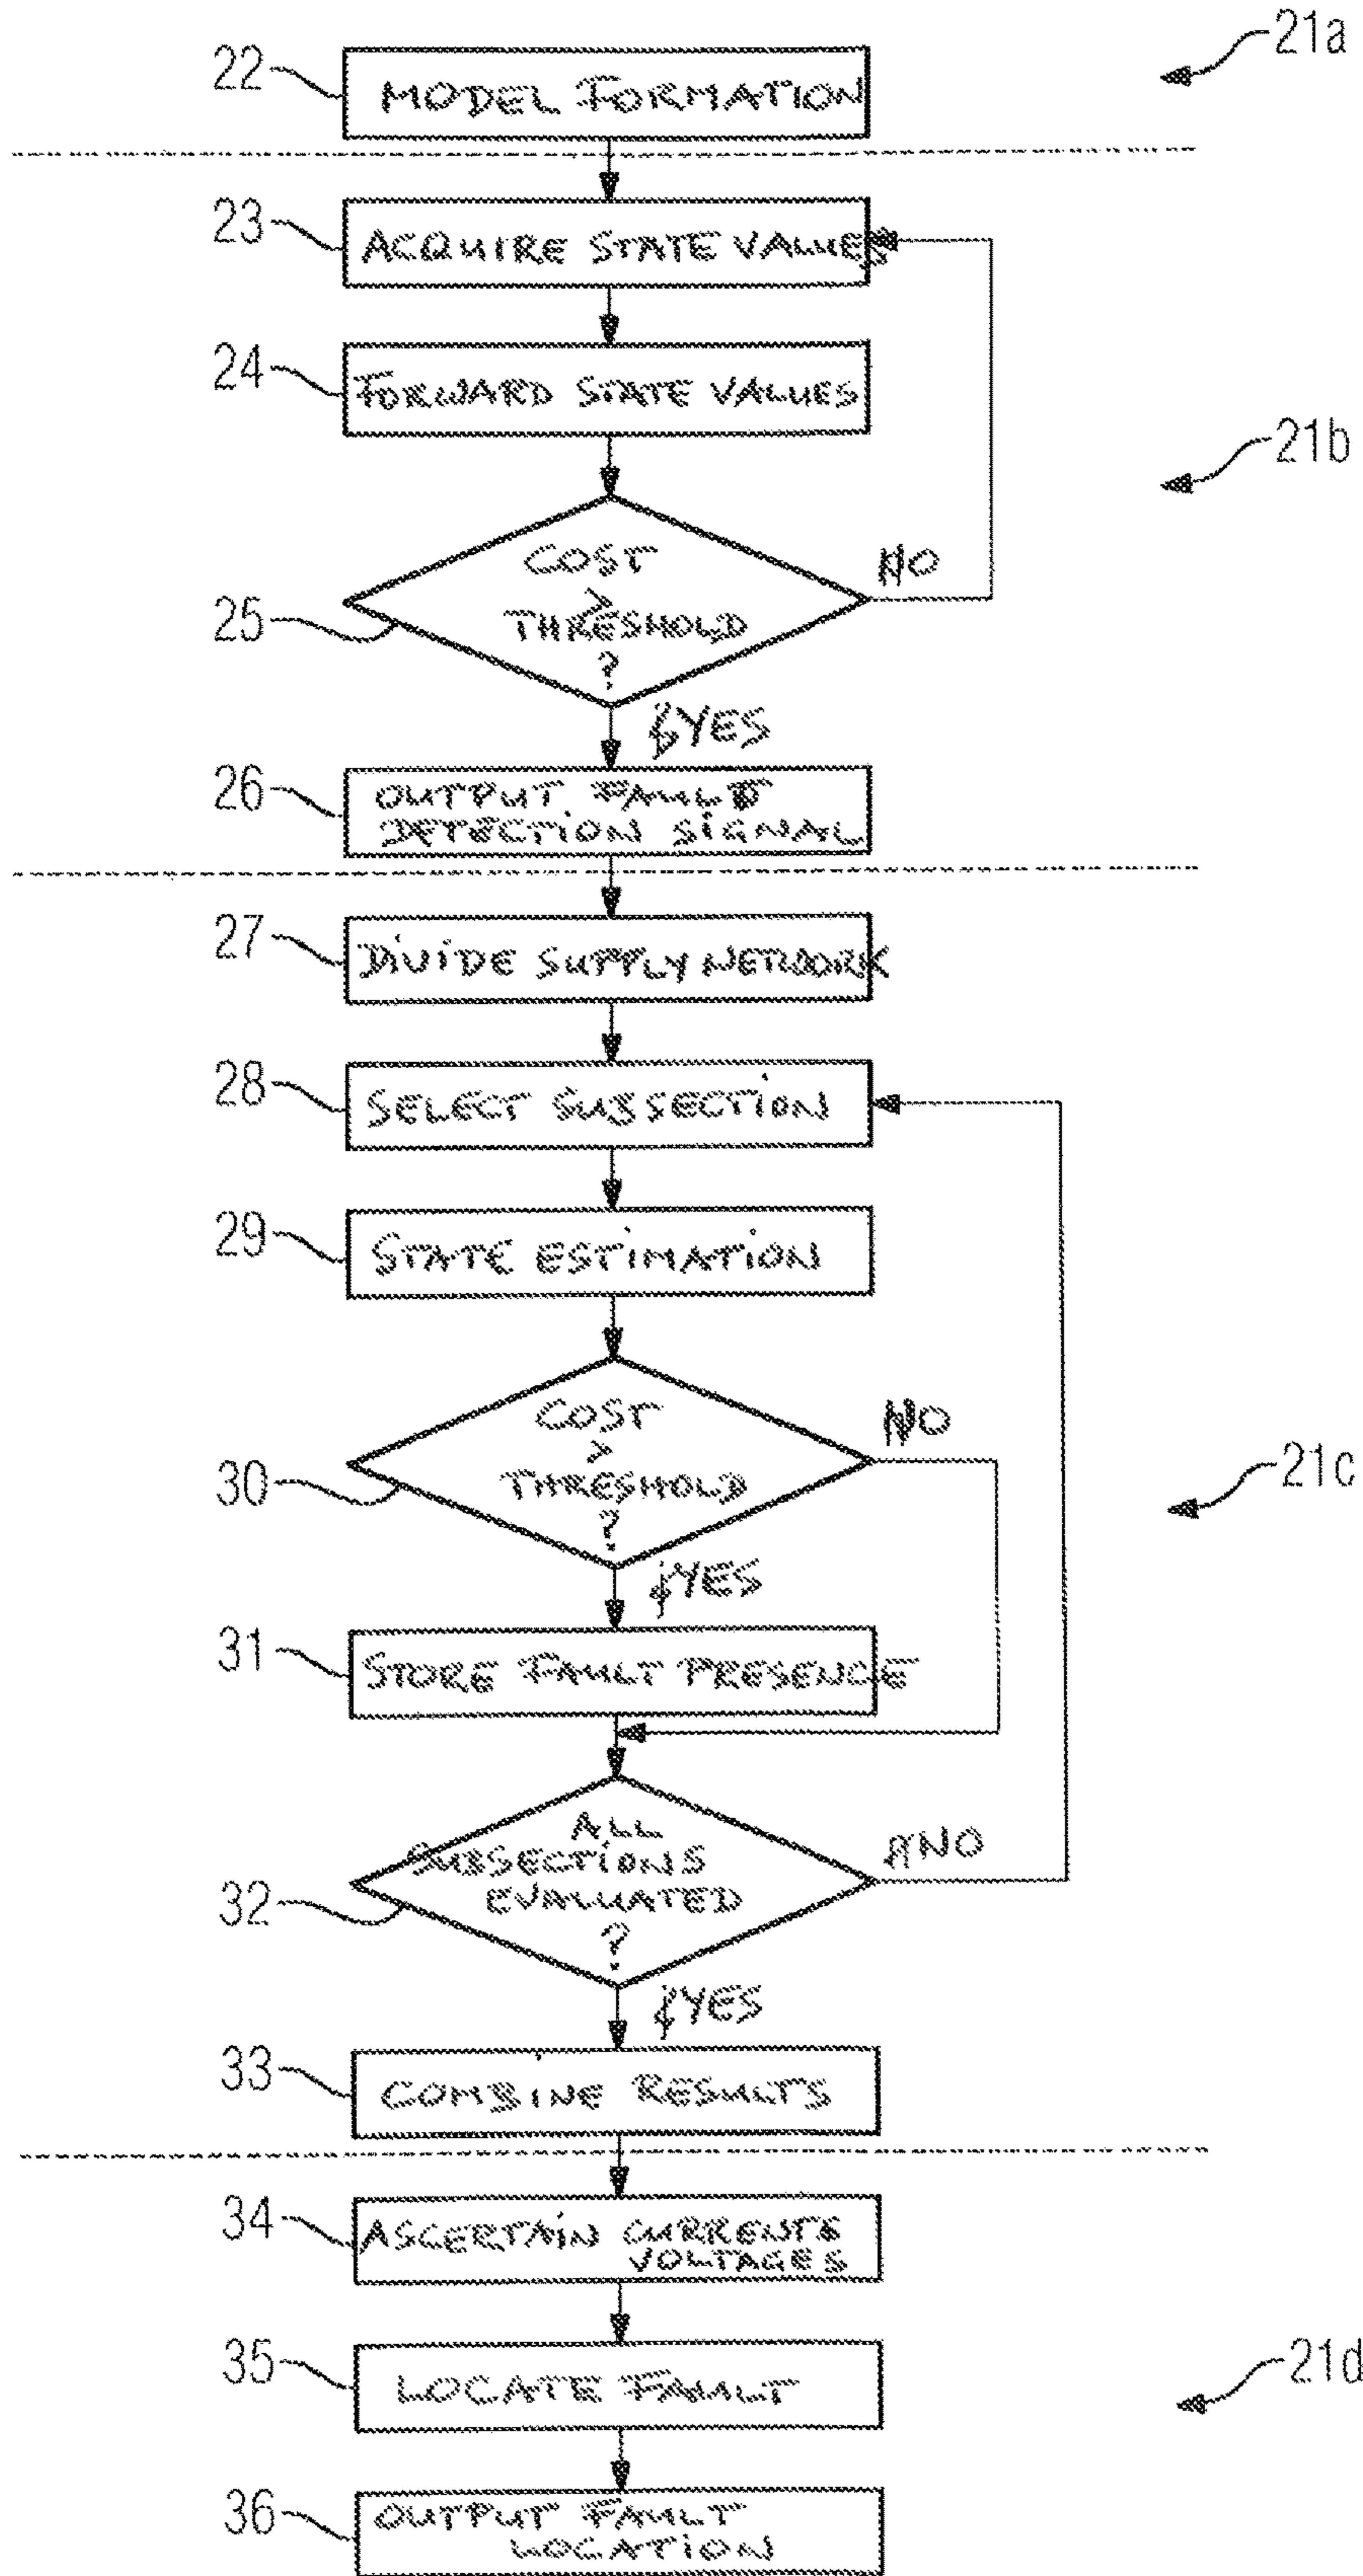 21a
22
MODEL FORMATION
23
ACQUIRE STATE VALUES
24
FORWARD STATE VALUES
21b
COST
>
THRESHOLD
?
NO
25
YES
26
OUTPUT FAULT
DETECTION SIGNAL
27
DIVIDE SUPPLY NETWORK
28
SELECT SUBSECTION
29
STATE ESTIMATION
COST
>
THRESHOLD
?
NO
30
21c
YES
31
STORE FAULT PRESENCE
ALL
SUBSECTIONS
EVALUATED
?
NO
32
YES
33
COMBINE RESULTS
34
ASCERTAIN CURRENTS
VOLTAGES
35
LOCATE FAULT
21d
36
OUTPUT FAULT
LOCATION